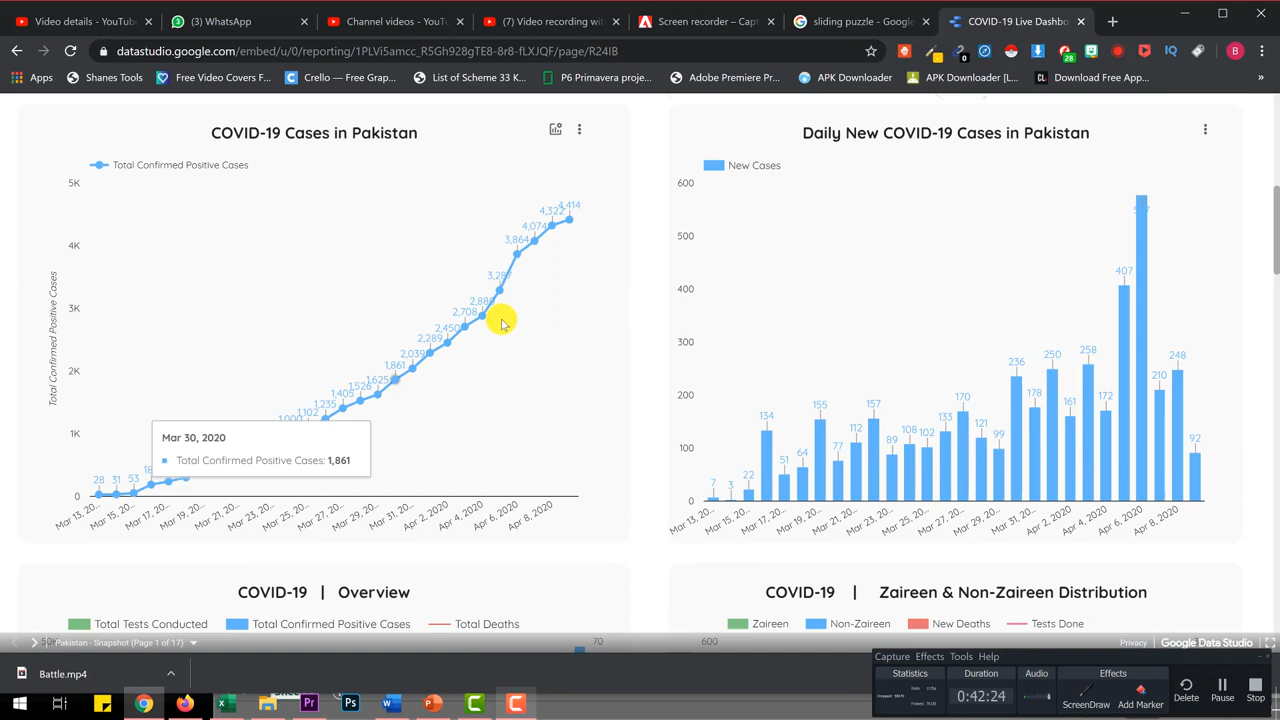 Video details - YouTu
(3) WhatsApp
Channel videos - YouTu
(7) Video recording wit
Screen recorder – Capt
sliding puzzle - Google
COVID-19 Live Dashbo
datastudio.google.com/embed/u/0/reporting/1PLVi5amcc_R5Gh928gTE8-8r8-fLXJQF/page/R24IB
Apps
Shanes Tools
Free Video Covers F...
Crello — Free Grap...
List of Scheme 33 K...
P6 Primavera proje...
Adobe Premiere Pr...
APK Downloader
APK Downloader [L...
Download Free App...
COVID-19 Cases in Pakistan
Total Confirmed Positive Cases
5K
4K
3K
2K
1K
0
Total Confirmed Positive Cases
28
31
53
1,000
1,102
1,235
1,405
1,526
1,625
1,861
2,039
2,289
2,450
2,708
2,880
3,287
3,864
4,074
4,322
4,414
Mar 30, 2020
Total Confirmed Positive Cases: 1,861
Mar 13, 20...
Mar 15, 20...
Mar 17, 20...
Mar 19, 20...
Mar 21, 20...
Mar 23, 20...
Mar 25, 20...
Mar 27, 20...
Mar 29, 20...
Mar 31, 20...
Apr 2, 2020
Apr 4, 2020
Apr 6, 2020
Apr 8, 2020
Daily New COVID-19 Cases in Pakistan
New Cases
600
500
400
300
200
100
0
7
3
22
134
51
64
155
77
112
157
89
108
102
133
170
121
99
236
178
250
161
258
172
407
577
210
248
92
Mar 13, 20...
Mar 15, 20...
Mar 17, 20...
Mar 19, 20...
Mar 21, 20...
Mar 23, 20...
Mar 25, 20...
Mar 27, 20...
Mar 29, 20...
Mar 31, 20...
Apr 2, 2020
Apr 4, 2020
Apr 6, 2020
Apr 8, 2020
COVID-19 | Overview
Total Tests Conducted
Total Confirmed Positive Cases
Total Deaths
50K
70
COVID-19 | Zaireen & Non-Zaireen Distribution
Zaireen
Non-Zaireen
New Deaths
Tests Done
600
Pakistan - Snapshot (Page 1 of 17)
Privacy
Google Data Studio
Battle.mp4
Capture Effects Tools Help
Statistics
Duration
Audio
Effects
0:42:24
ScreenDraw
Add Marker
Delete
Pause
Stop